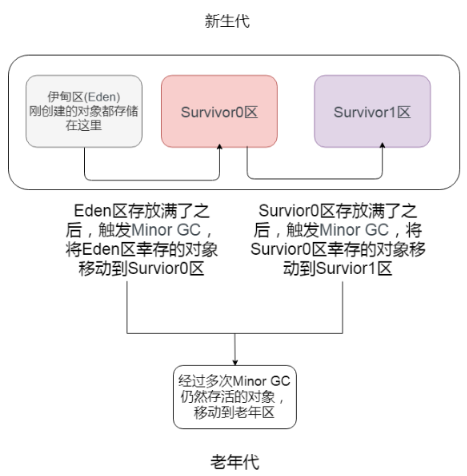 新生代
伊甸区(Eden)
刚创建的对象都存储
在这里
Survivor0区
Survivor1区
Eden区存放满了之
后，触发Minor GC，
将Eden区幸存的对象
移动到Survior0区
Survior0区存放满了之
后，触发Minor GC，将
Survior0区幸存的对象移
动到Survior1区
经过多次Minor GC
仍然存活的对象，
移动到老年区
老年代